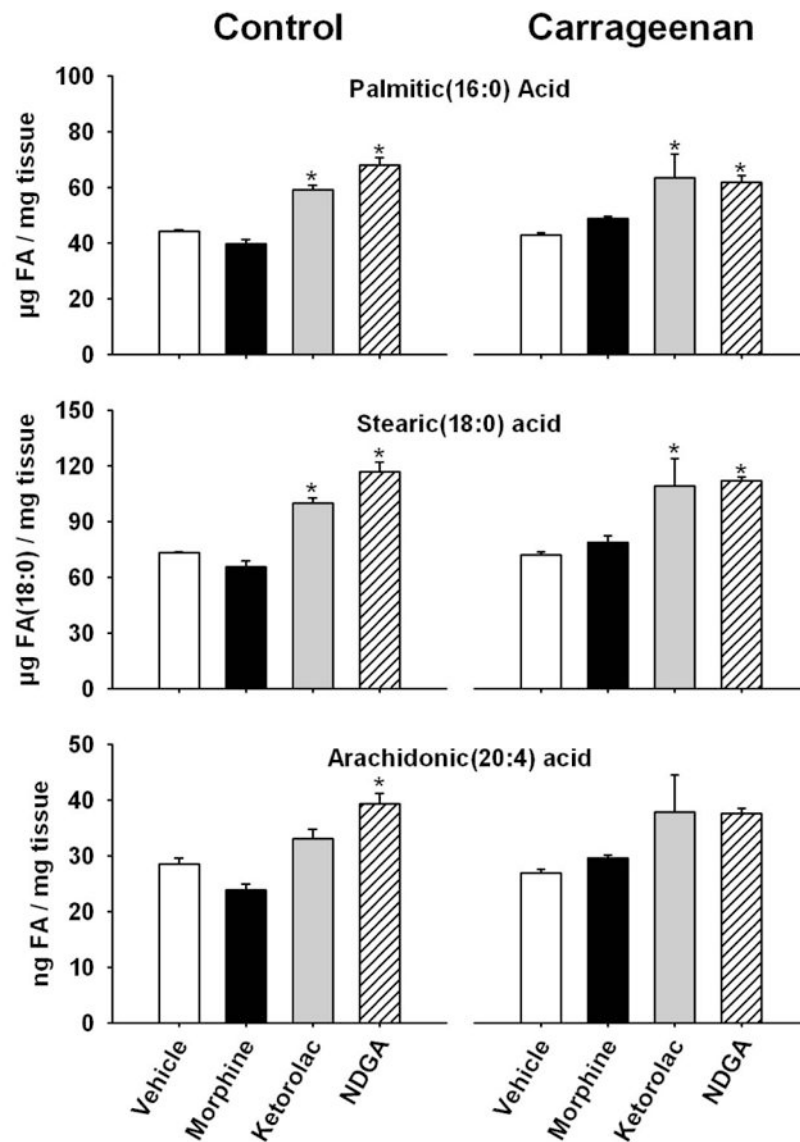 Control Carrageenan
Palmitic(16:0) Acid
µg FA / mg tissue
100
80
60
40
20
0
* * * *
Stearic(18:0) acid
µg FA(18:0) / mg tissue
150
120
90
60
30
0
* * * *
Arachidonic(20:4) acid
ng FA / mg tissue
50
40
30
20
10
0
*
Vehicle Morphine Ketorolac NDGA Vehicle Morphine Ketorolac NDGA